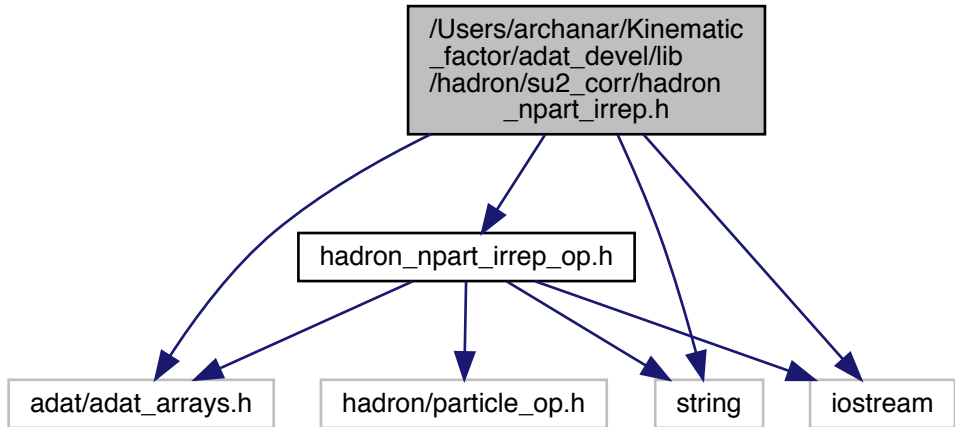 /Users/archanar/Kinematic
_factor/adat_devel/lib
/hadron/su2_corr/hadron
_npart_irrep.h
hadron_npart_irrep_op.h
adat/adat_arrays.h
hadron/particle_op.h
string
iostream